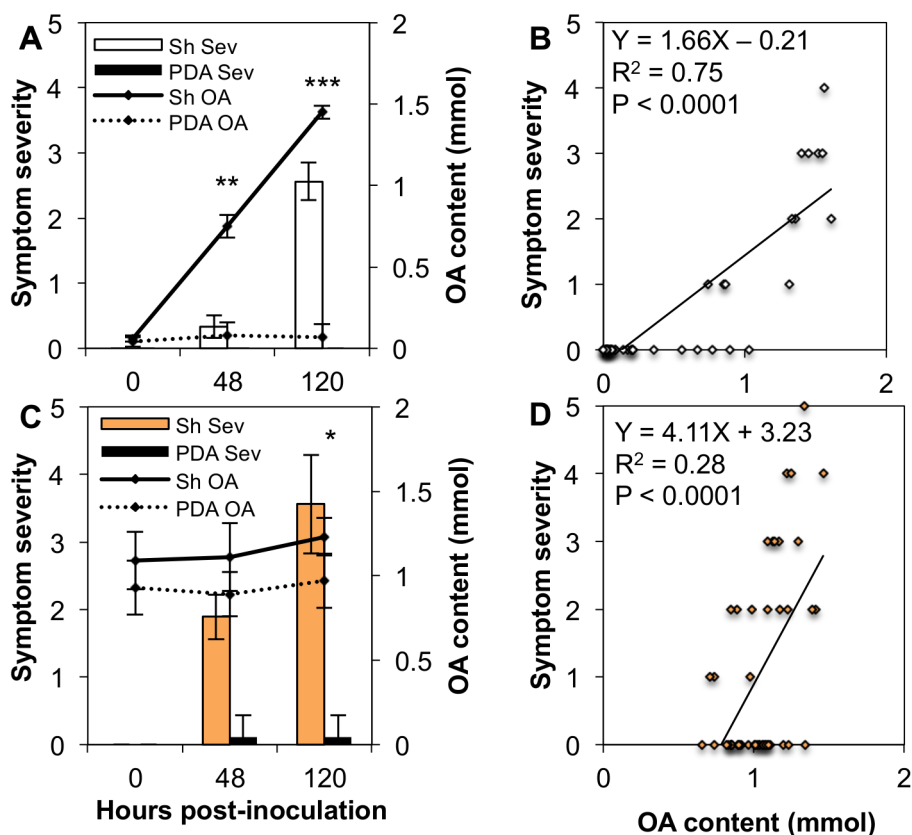 A
5
4
3
2
1
0
Symptom severity
Sh Sev
PDA Sev
Sh OA
PDA OA
**
***
2
1.5
1
0.5
0
OA content (mmol)
0 48 120
B
5
4
3
2
1
0
Symptom severity
Y = 1.66X – 0.21
R² = 0.75
P < 0.0001
0 1 2
C
5
4
3
2
1
0
Symptom severity
Sh Sev
PDA Sev
Sh OA
PDA OA
*
2
1.5
1
0.5
0
OA content (mmol)
0 48 120
Hours post-inoculation
D
5
4
3
2
1
0
Symptom severity
Y = 4.11X + 3.23
R² = 0.28
P < 0.0001
0 1 2
OA content (mmol)